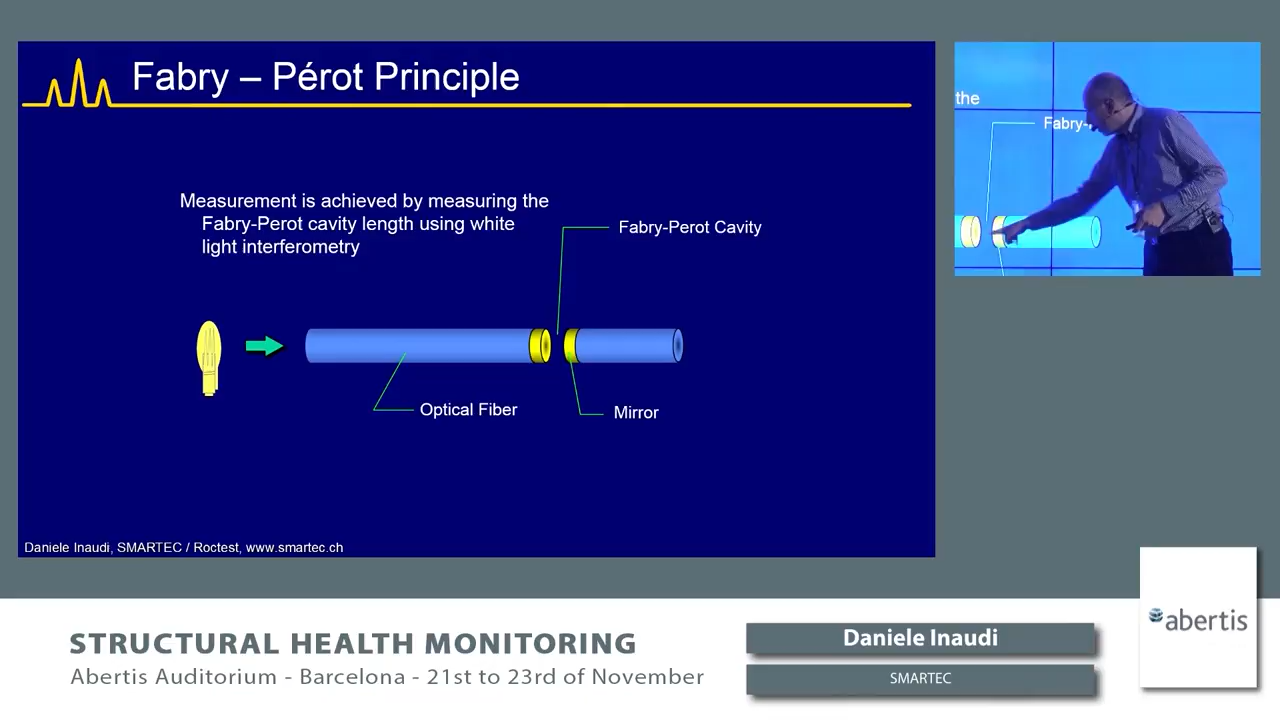 Fabry – Pérot Principle
Measurement is achieved by measuring the
Fabry-Perot cavity length using white
light interferometry
Fabry-Perot Cavity
Optical Fiber
Mirror
Daniele Inaudi, SMARTEC / Roctest, www.smartec.ch
the
Fabry-
STRUCTURAL HEALTH MONITORING
Abertis Auditorium - Barcelona - 21st to 23rd of November
Daniele Inaudi
SMARTEC
abertis